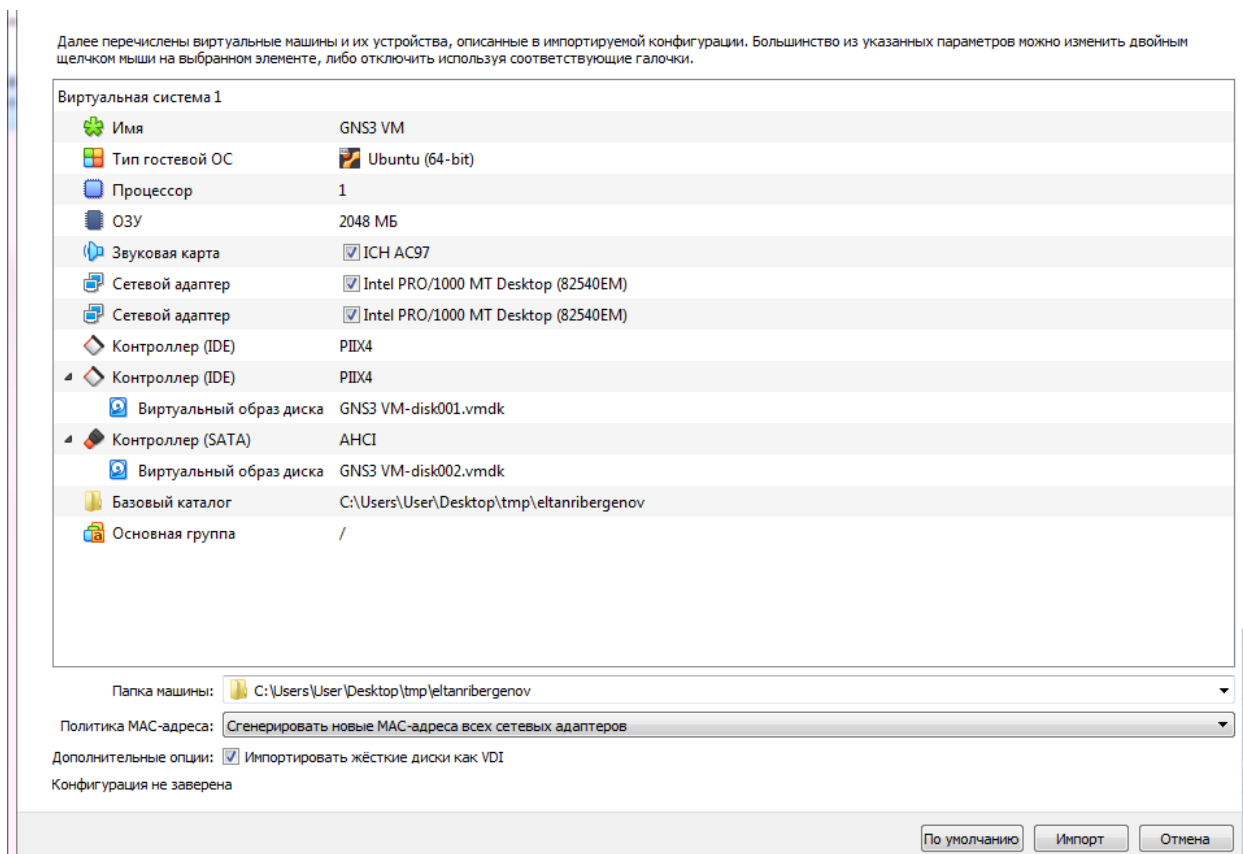 Далее перечислены виртуальные машины и их устройства, описанные в импортируемой конфигурации. Большинство из указанных параметров можно изменить двойным
щелчком мыши на выбранном элементе, либо отключить используя соответствующие галочки.
Виртуальная система 1
Имя GNS3 VM
Тип гостевой ОС Ubuntu (64-bit)
Процессор 1
ОЗУ 2048 МБ
Звуковая карта ICH AC97
Сетевой адаптер Intel PRO/1000 MT Desktop (82540EM)
Сетевой адаптер Intel PRO/1000 MT Desktop (82540EM)
Контроллер (IDE) PIIX4
Контроллер (IDE) PIIX4
Виртуальный образ диска GNS3 VM-disk001.vmdk
Контроллер (SATA) AHCI
Виртуальный образ диска GNS3 VM-disk002.vmdk
Базовый каталог C:\Users\User\Desktop\tmp\eltanribergenov
Основная группа /
Папка машины: C:\Users\User\Desktop\tmp\eltanribergenov
Политика MAC-адреса: Сгенерировать новые MAC-адреса всех сетевых адаптеров
Дополнительные опции: Импортировать жёсткие диски как VDI
Конфигурация не заверена
По умолчанию Импорт Отмена